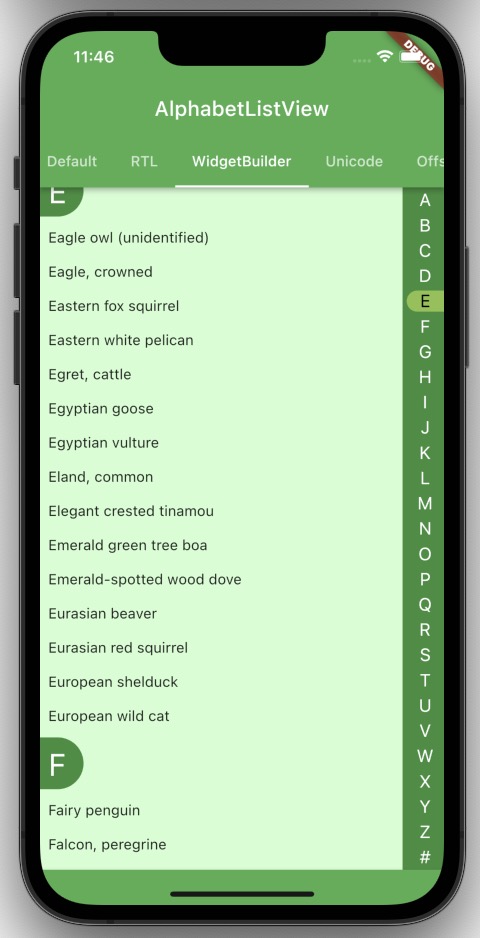 11:46
DEBUG
AlphabetListView
Default RTL WidgetBuilder Unicode Offs
E
Eagle owl (unidentified)
Eagle, crowned
Eastern fox squirrel
Eastern white pelican
Egret, cattle
Egyptian goose
Egyptian vulture
Eland, common
Elegant crested tinamou
Emerald green tree boa
Emerald-spotted wood dove
Eurasian beaver
Eurasian red squirrel
European shelduck
European wild cat
F
Fairy penguin
Falcon, peregrine
A
B
C
D
E
F
G
H
I
J
K
L
M
N
O
P
Q
R
S
T
U
V
W
X
Y
Z
#